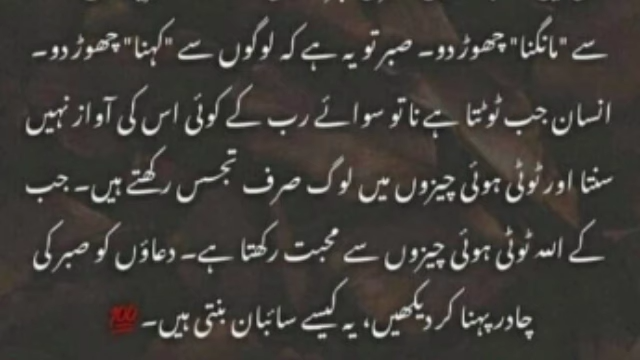 سے "مانگنا" چھوڑ دو۔ صبر تو یہ ہے کہ لوگوں سے "کہنا" چھوڑ دو۔
انسان جب ٹوٹتا ہے نا تو سوائے رب کے کوئی اس کی آواز نہیں
سنتا اور ٹوٹی ہوئی چیزوں میں لوگ صرف تجسس رکھتے ہیں۔ جب
کے اللہ ٹوٹی ہوئی چیزوں سے محبت رکھتا ہے۔ دعاؤں کو صبر کی
چادر پہنا کر دیکھیں، یہ کیسے سائبان بنتی ہیں۔ 💯